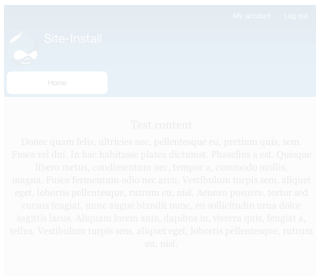 My account Log out
Site-Install
Home
Test content
Donec quam felis, ultricies nec, pellentesque eu, pretium quis, sem.
Fusce vel dui. In hac habitasse platea dictumst. Phasellus a est. Quisque
libero metus, condimentum nec, tempor a, commodo mollis,
magna. Fusce fermentum odio nec arcu. Vestibulum turpis sem, aliquet
eget, lobortis pellentesque, rutrum eu, nisl. Aenean posuere, tortor sed
cursus feugiat, nunc augue blandit nunc, eu sollicitudin urna dolor
sagittis lacus. Aliquam lorem ante, dapibus in, viverra quis, feugiat a,
tellus. Vestibulum turpis sem, aliquet eget, lobortis pellentesque, rutrum
eu, nisl.